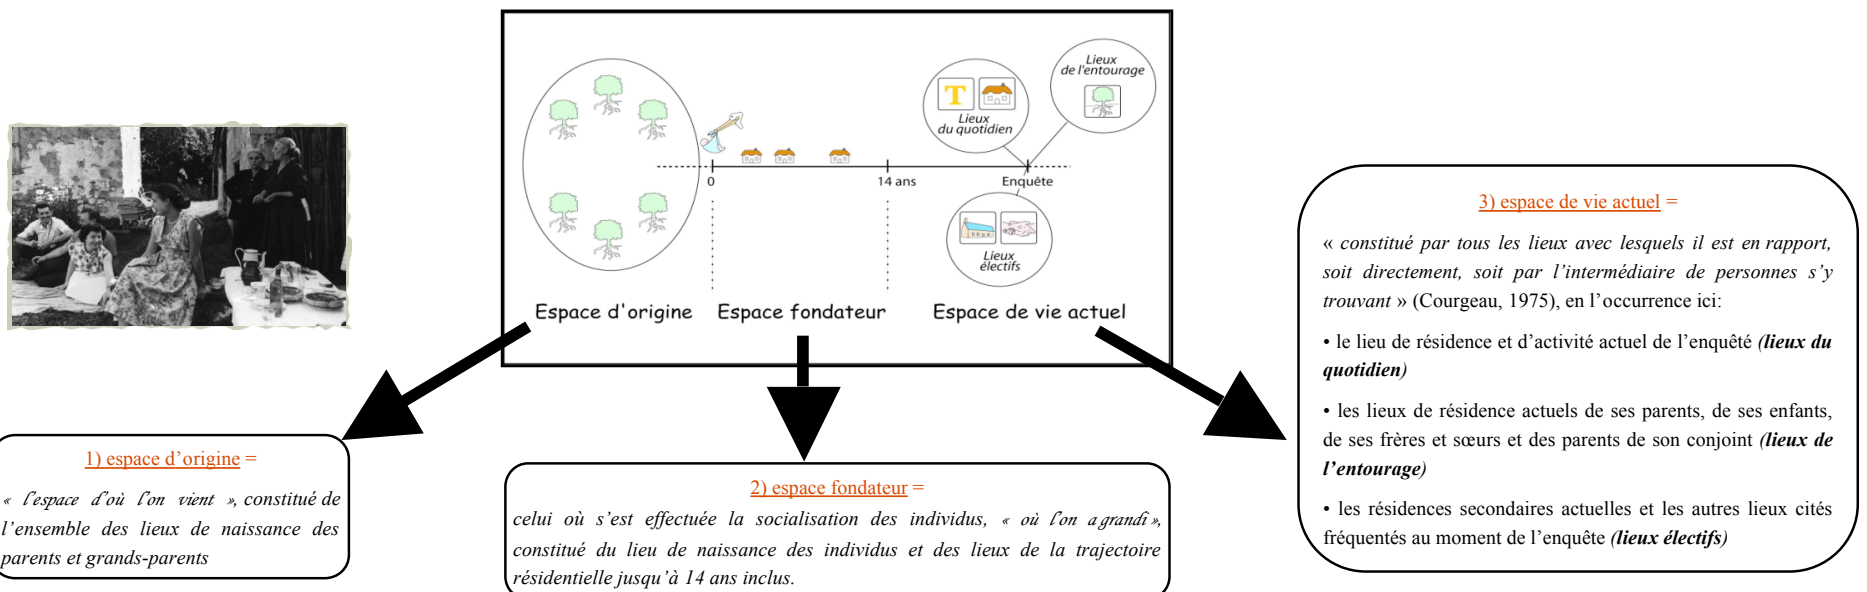 Lieux
de l'entourage
T
Lieux
du quotidien
0
14 ans
Enquête
Lieux
électifs
Espace d'origine
Espace fondateur
Espace de vie actuel
1) espace d’origine =
« l’espace d’où l’on vient », constitué de
l’ensemble des lieux de naissance des
parents et grands-parents
2) espace fondateur =
celui où s’est effectuée la socialisation des individus, « où l’on a grandi »,
constitué du lieu de naissance des individus et des lieux de la trajectoire
résidentielle jusqu’à 14 ans inclus.
3) espace de vie actuel =
« constitué par tous les lieux avec lesquels il est en rapport,
soit directement, soit par l’intermédiaire de personnes s’y
trouvant » (Courgeau, 1975), en l’occurrence ici:
• le lieu de résidence et d’activité actuel de l’enquêté (lieux du
quotidien)
• les lieux de résidence actuels de ses parents, de ses enfants,
de ses frères et sœurs et des parents de son conjoint (lieux de
l’entourage)
• les résidences secondaires actuelles et les autres lieux cités
fréquentés au moment de l’enquête (lieux électifs)